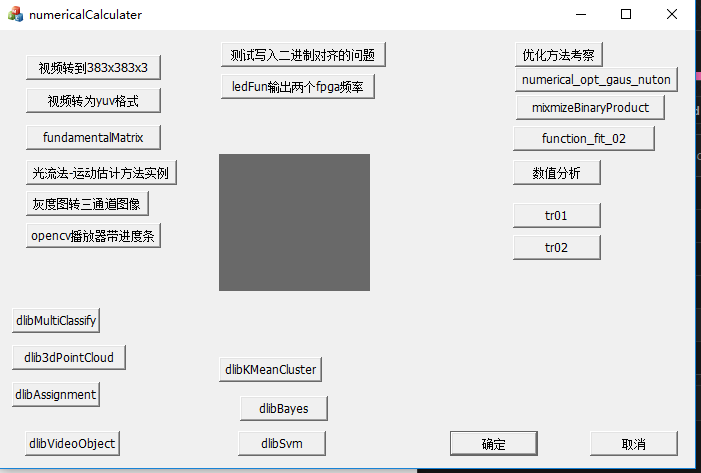 numericalCalculater
视频转到383x383x3
视频转为yuv格式
fundamentalMatrix
光流法-运动估计方法实例
灰度图转三通道图像
opencv播放器带进度条
测试写入二进制对齐的问题
ledFun输出两个fpga频率
优化方法考察
numerical_opt_gaus_nuton
mixmizeBinaryProduct
function_fit_02
数值分析
tr01
tr02
dlibMultiClassify
dlib3dPointCloud
dlibAssignment
dlibVideoObject
dlibKMeanCluster
dlibBayes
dlibSvm
确定
取消